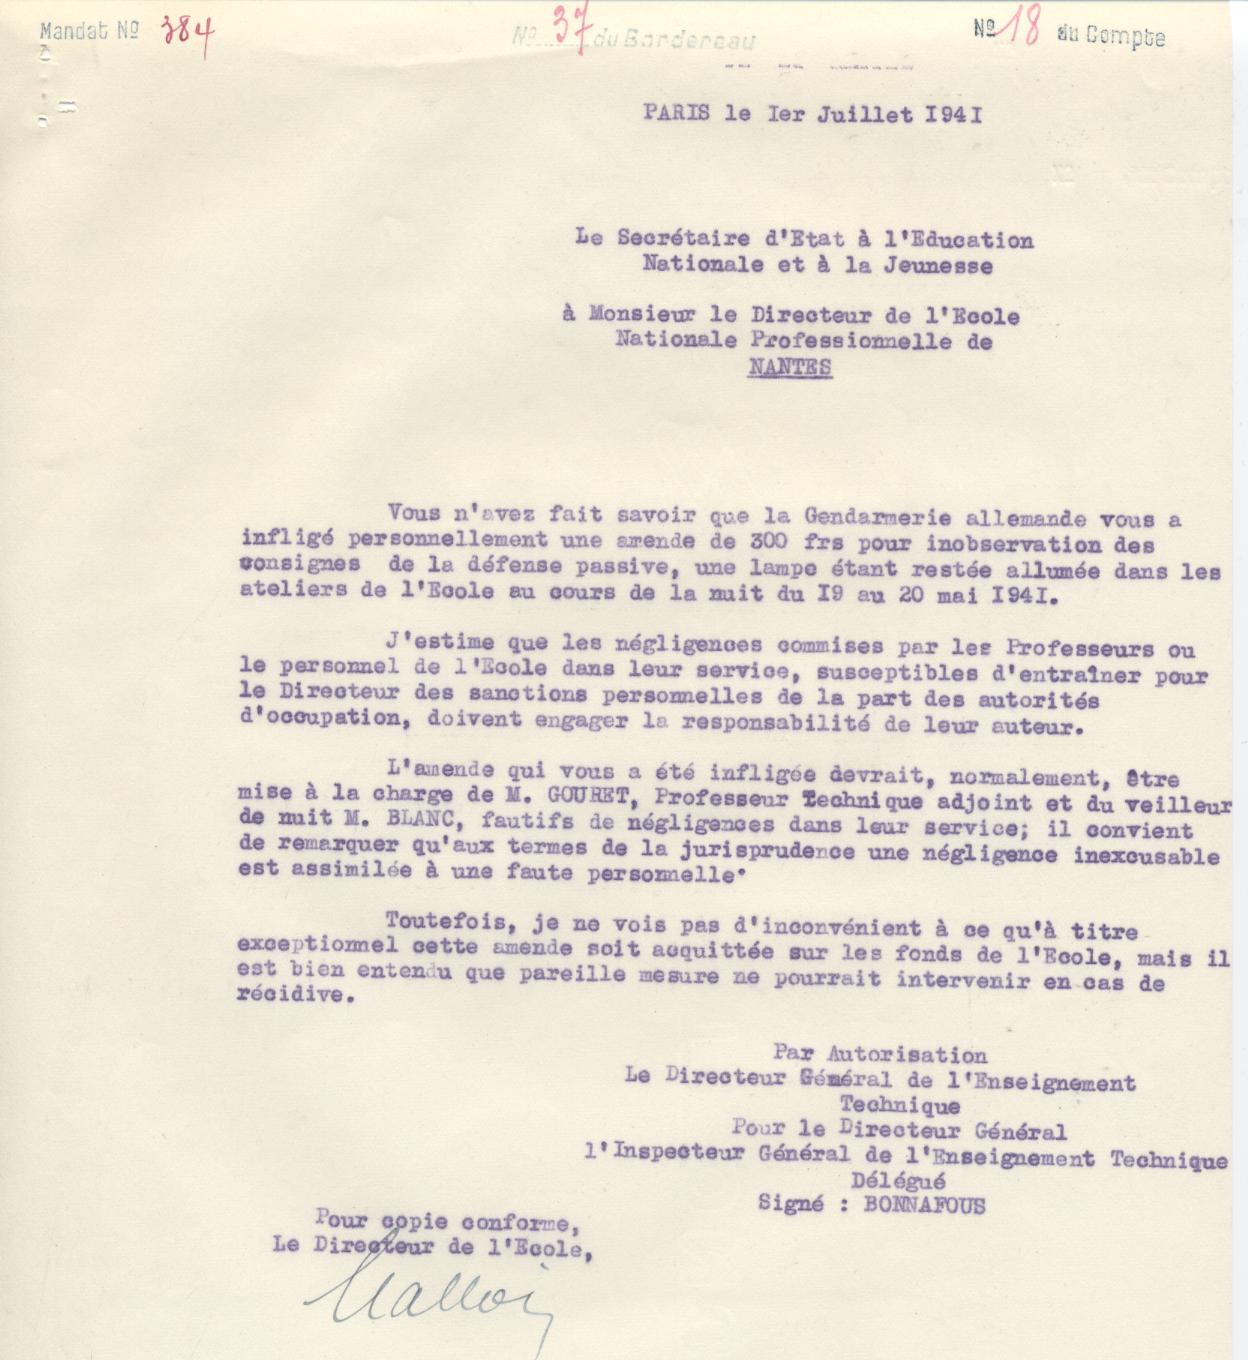 Mandat Nº 384
Nº 37 du Bordereau
Nº 18 du Compte
PARIS le Ier Juillet I94I
Le Secrétaire d'Etat à l'Education
Nationale et à la Jeunesse
à Monsieur le Directeur de l'Ecole
Nationale Professionnelle de
NANTES
Vous n'avez fait savoir que la Gendarmerie allemande vous a
infligé personnellement une amende de 300 frs pour inobservation des
consignes de la défense passive, une lampe étant restée allumée dans les
ateliers de l'Ecole au cours de la nuit du I9 au 20 mai I94I.
J'estime que les négligences commises par les Professeurs ou
le personnel de l'Ecole dans leur service, susceptibles d'entraîner pour
le Directeur des sanctions personnelles de la part des autorités
d'occupation, doivent engager la responsabilité de leur auteur.
L'amende qui vous a été infligée devrait, normalement, être
mise à la charge de M. GOURET, Professeur Technique adjoint et du veilleur
de nuit M. BLANC, fautifs de négligences dans leur service; il convient
de remarquer qu'aux termes de la jurisprudence une négligence inexcusable
est assimilée à une faute personnelle.
Toutefois, je ne vois pas d'inconvénient à ce qu'à titre
exceptionnel cette amende soit acquittée sur les fonds de l'Ecole, mais il
est bien entendu que pareille mesure ne pourrait intervenir en cas de
récidive.
Par Autorisation
Le Directeur Général de l'Enseignement
Technique
Pour le Directeur Général
l'Inspecteur Général de l'Enseignement Technique
Délégué
Signé : BONNAFOUS
Pour copie conforme,
Le Directeur de l'Ecole,